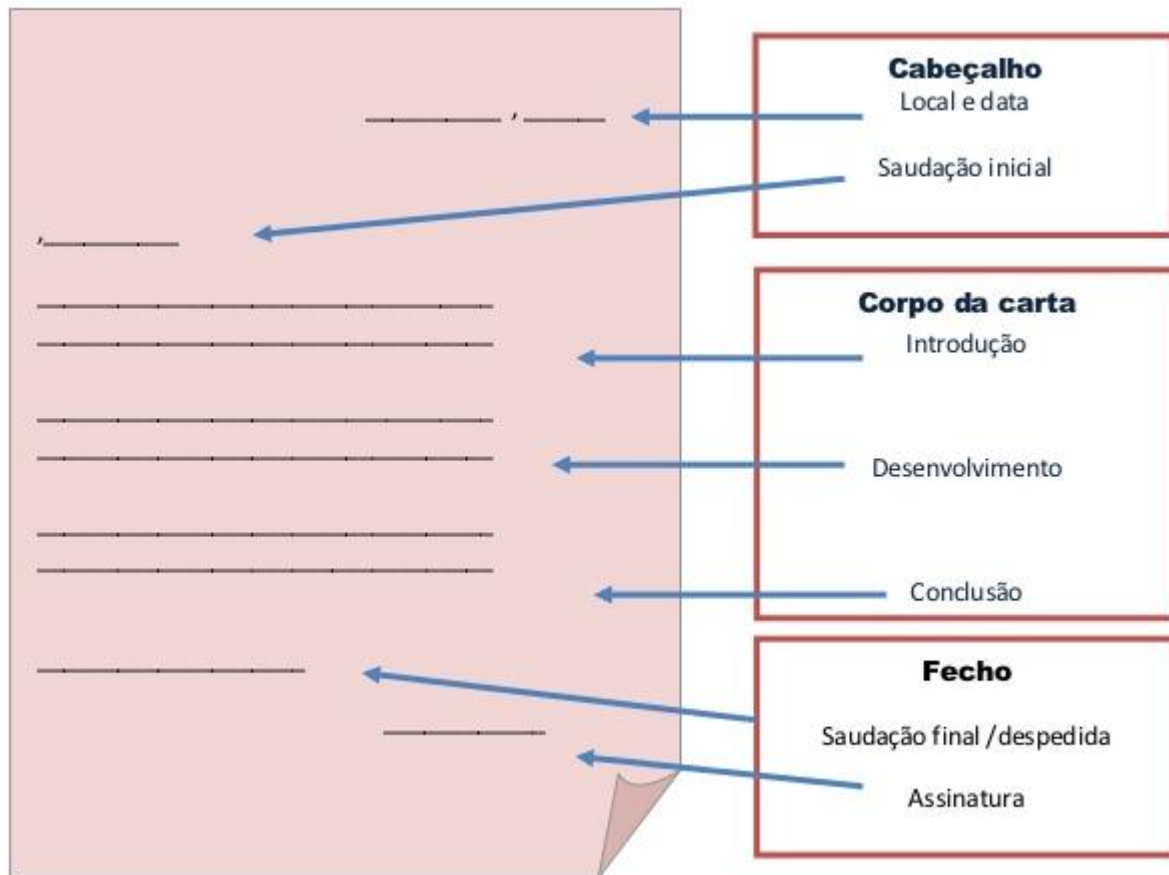 Cabeçalho
Local e data
Saudação inicial
Corpo da carta
Introdução
Desenvolvimento
Conclusão
Fecho
Saudação final /despedida
Assinatura